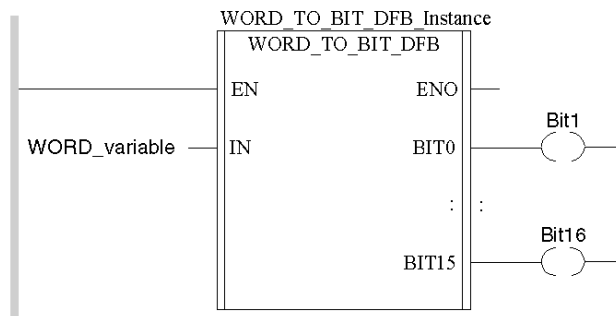 WORD_TO_BIT_DFB_Instance
WORD_TO_BIT_DFB
EN ENO
Bit1
WORD_variable IN BIT0
: :
Bit16
BIT15